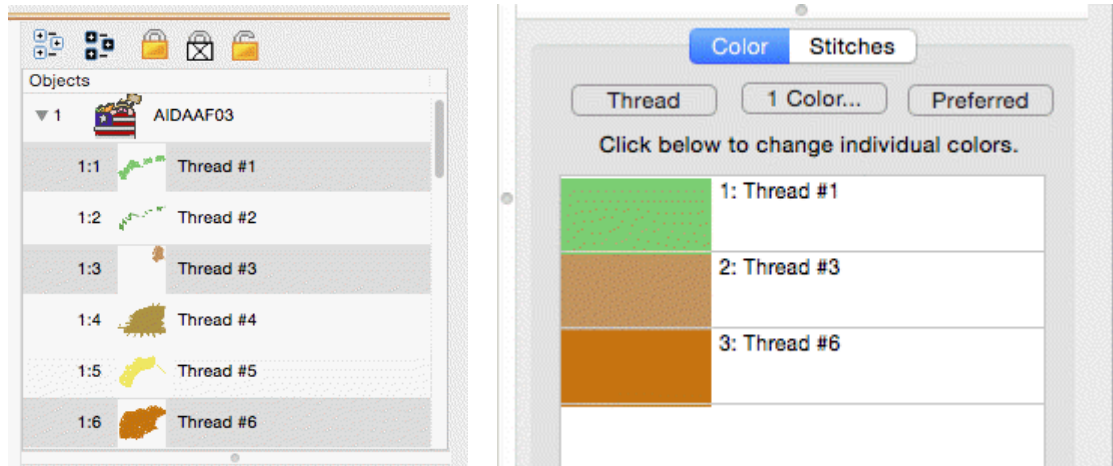 Objects
1 AIDAAF03
1:1 Thread #1
1:2 Thread #2
1:3 Thread #3
1:4 Thread #4
1:5 Thread #5
1:6 Thread #6
Color Stitches
Thread 1 Color... Preferred
Click below to change individual colors.
1: Thread #1
2: Thread #3
3: Thread #6